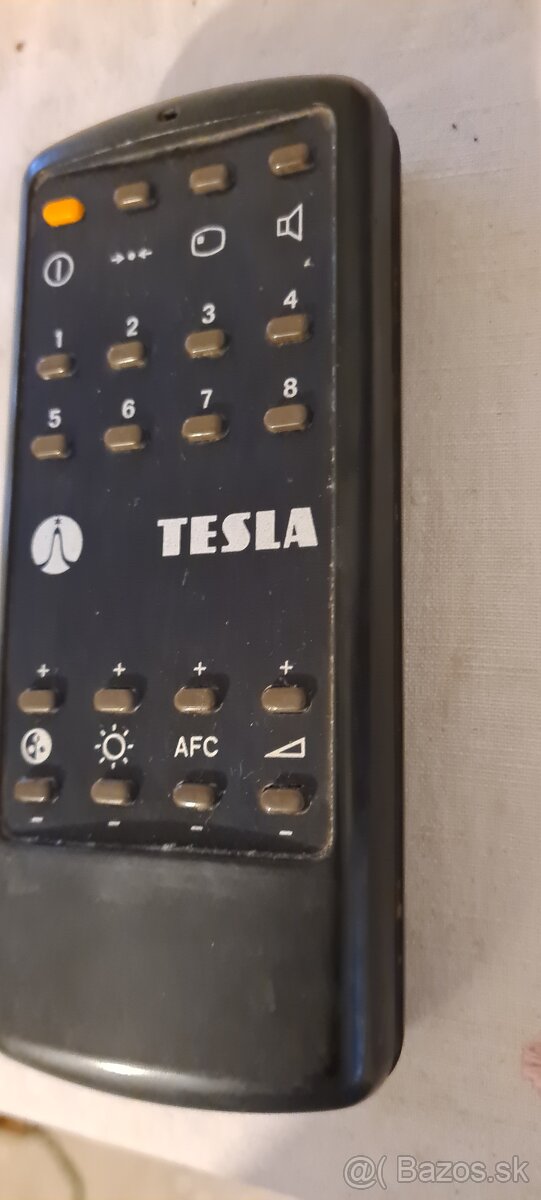 1 2 3 4
5 6 7 8
TESLA
+ + + +
AFC
- - - -
@( Bazos.sk